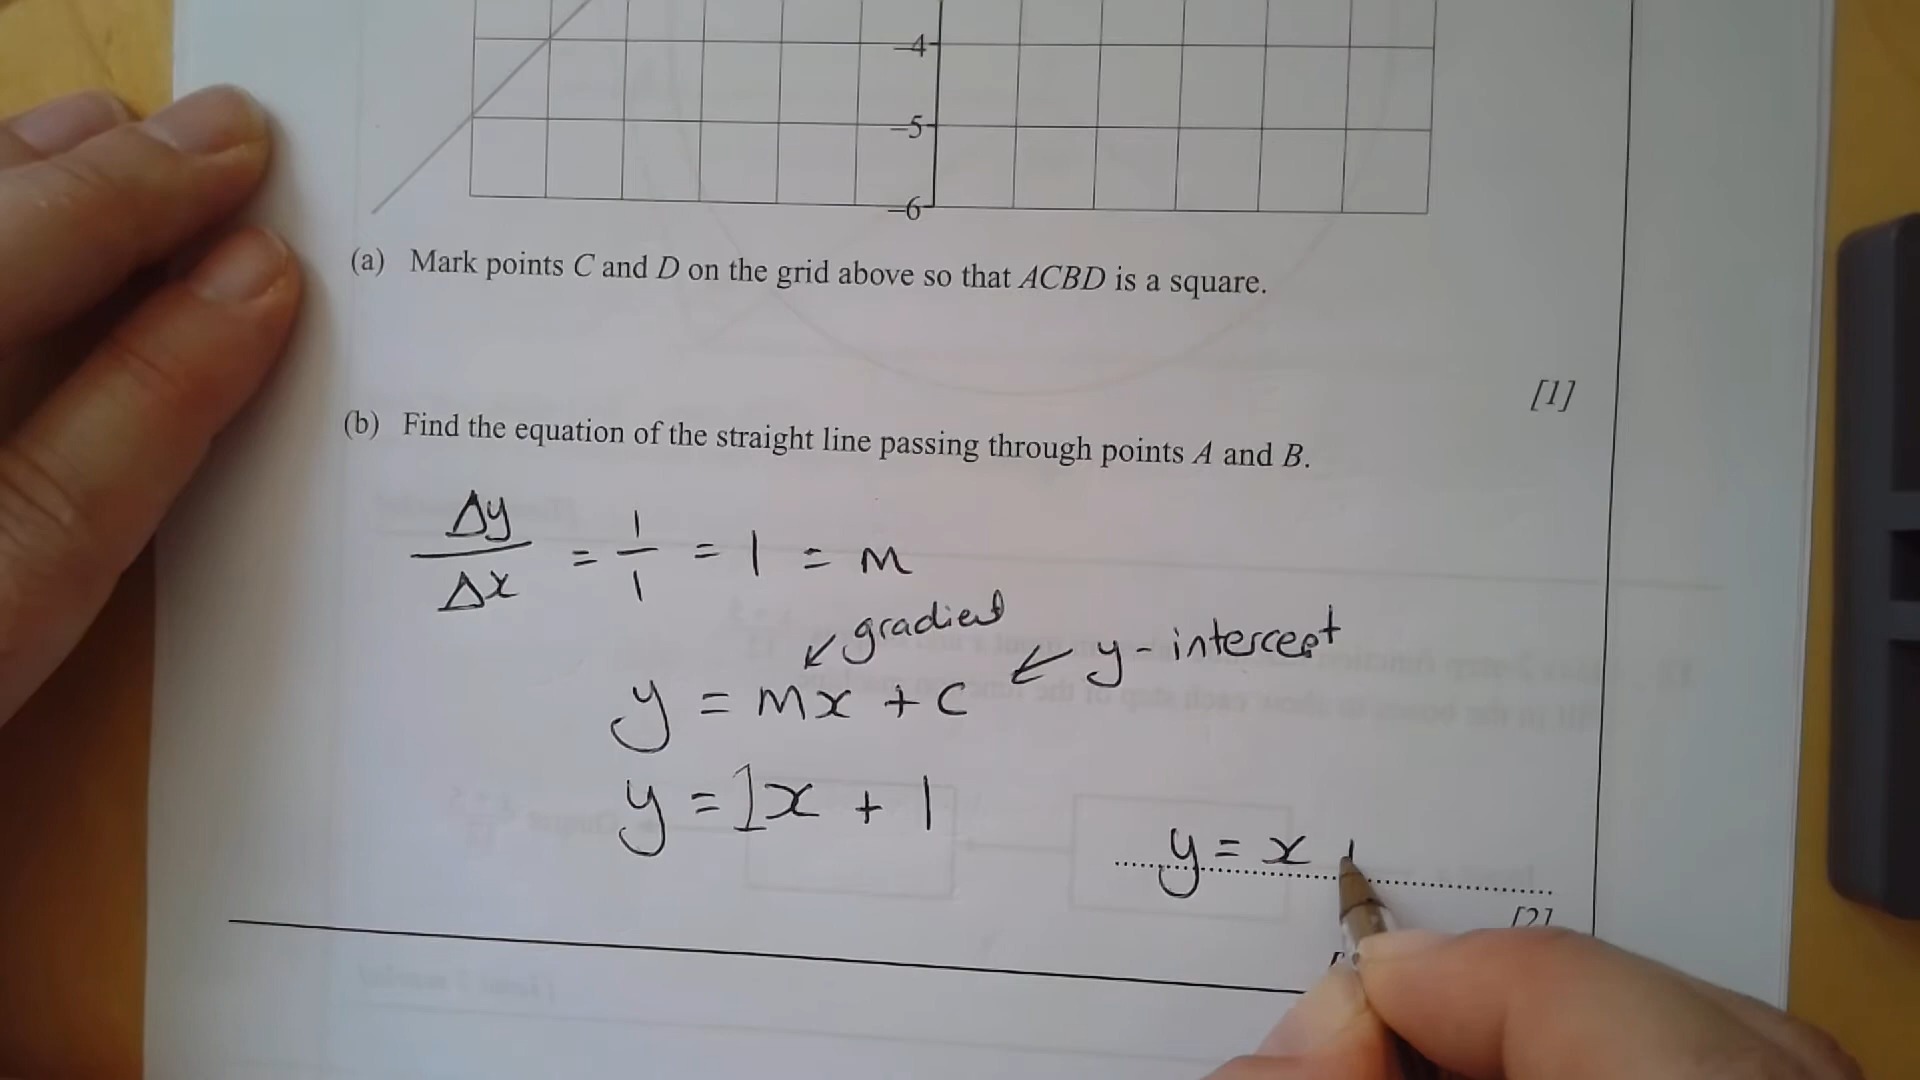 –4
–5
–6
(a) Mark points C and D on the grid above so that ACBD is a square.
[1]
(b) Find the equation of the straight line passing through points A and B.
Δy/Δx = 1/1 = 1 = m
gradient
y-intercept
y = mx + c
y = 1x + 1
y = x
[2]